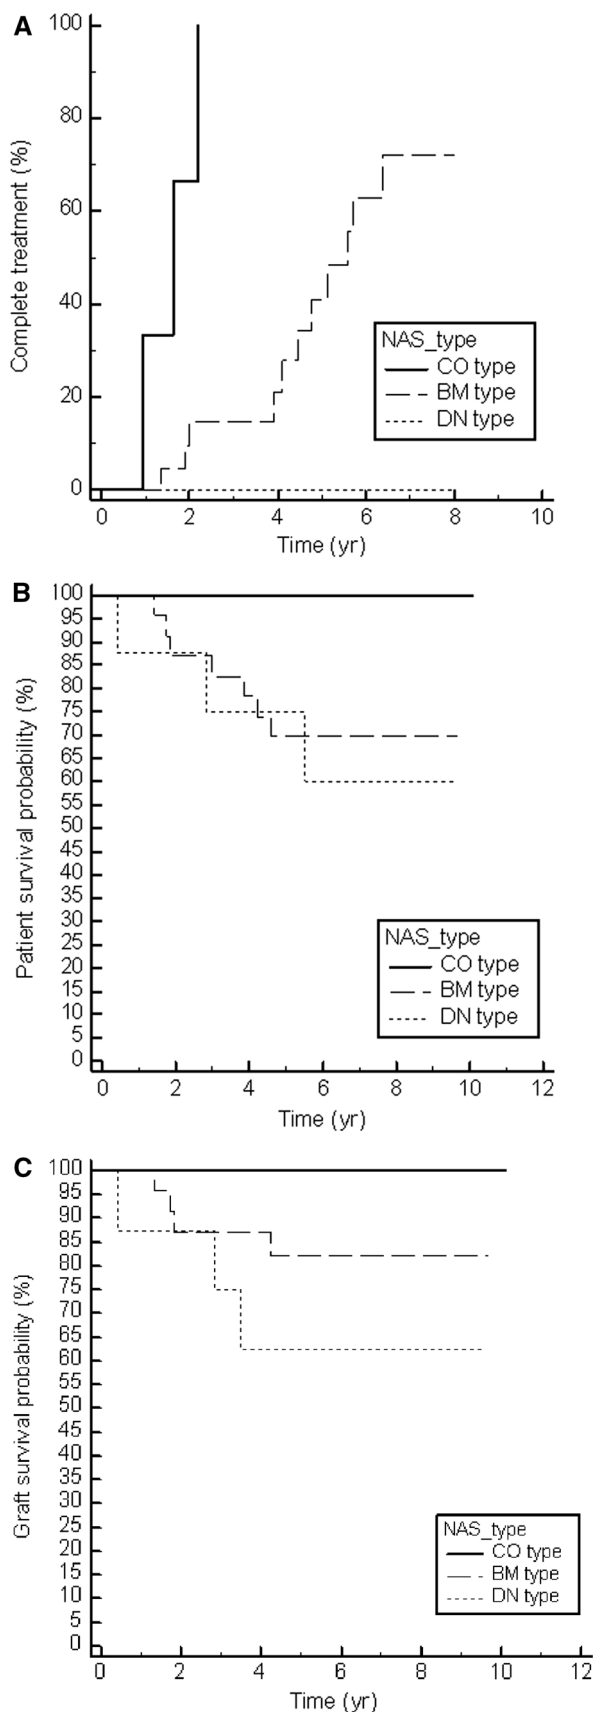 A
Complete treatment (%)
100
80
60
40
20
0
NAS_type
CO type
BM type
DN type
0 2 4 6 8 10
Time (yr)
B
Patient survival probability (%)
100
95
90
85
80
75
70
65
60
55
50
45
40
35
30
25
20
15
10
5
0
NAS_type
CO type
BM type
DN type
0 2 4 6 8 10 12
Time (yr)
C
Graft survival probability (%)
100
95
90
85
80
75
70
65
60
55
50
45
40
35
30
25
20
15
10
5
0
NAS_type
CO type
BM type
DN type
0 2 4 6 8 10 12
Time (yr)